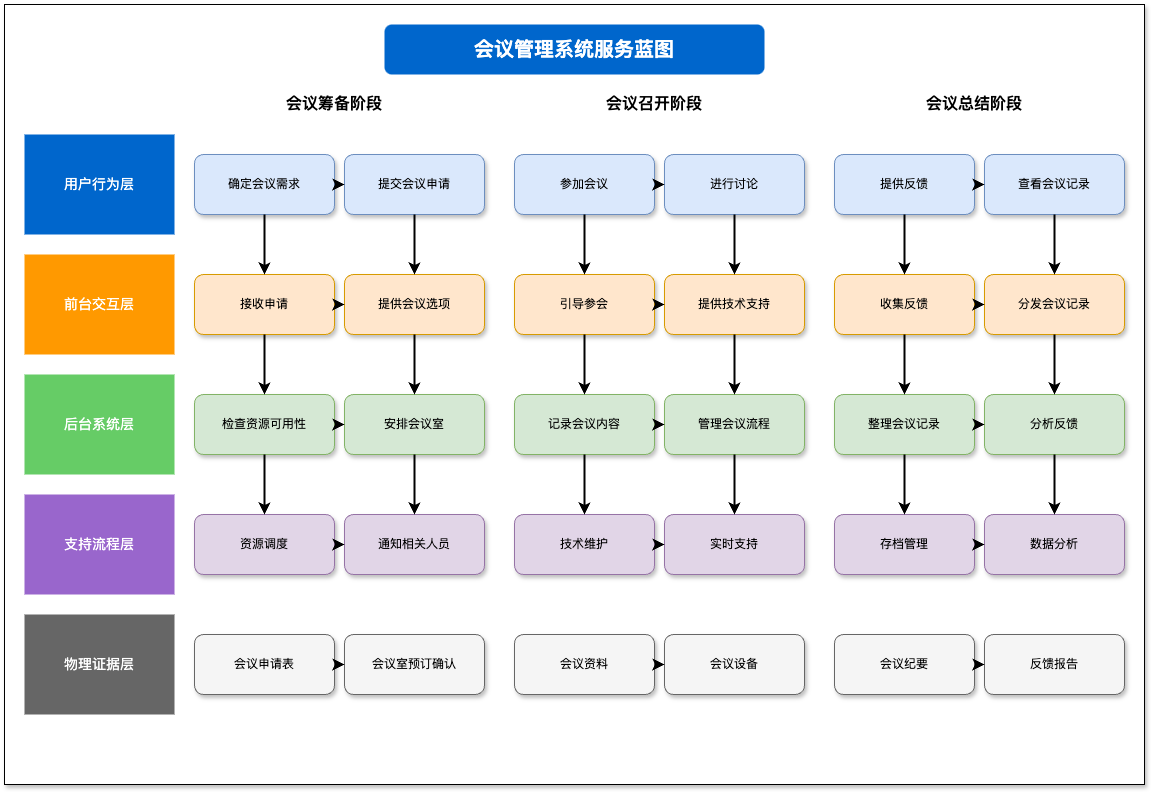 会议管理系统服务蓝图
会议筹备阶段
会议召开阶段
会议总结阶段
用户行为层
确定会议需求
提交会议申请
参加会议
进行讨论
提供反馈
查看会议记录
前台交互层
接收申请
提供会议选项
引导参会
提供技术支持
收集反馈
分发会议记录
后台系统层
检查资源可用性
安排会议室
记录会议内容
管理会议流程
整理会议记录
分析反馈
支持流程层
资源调度
通知相关人员
技术维护
实时支持
存档管理
数据分析
物理证据层
会议申请表
会议室预订确认
会议资料
会议设备
会议纪要
反馈报告